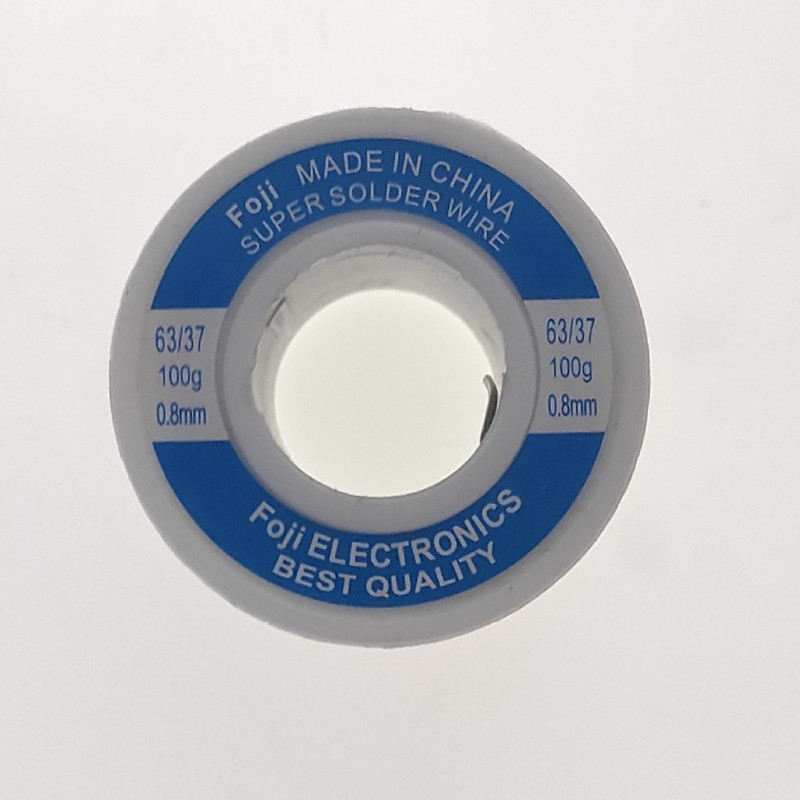 Foji MADE IN CHINA
SUPER SOLDER WIRE
63/37
100g
0.8mm
63/37
100g
0.8mm
Foji ELECTRONICS
BEST QUALITY